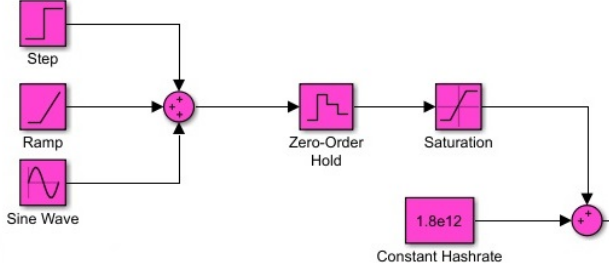 Step
Ramp
Sine Wave
+
+
+
Zero-Order
Hold
Saturation
1.8e12
Constant Hashrate
+
+